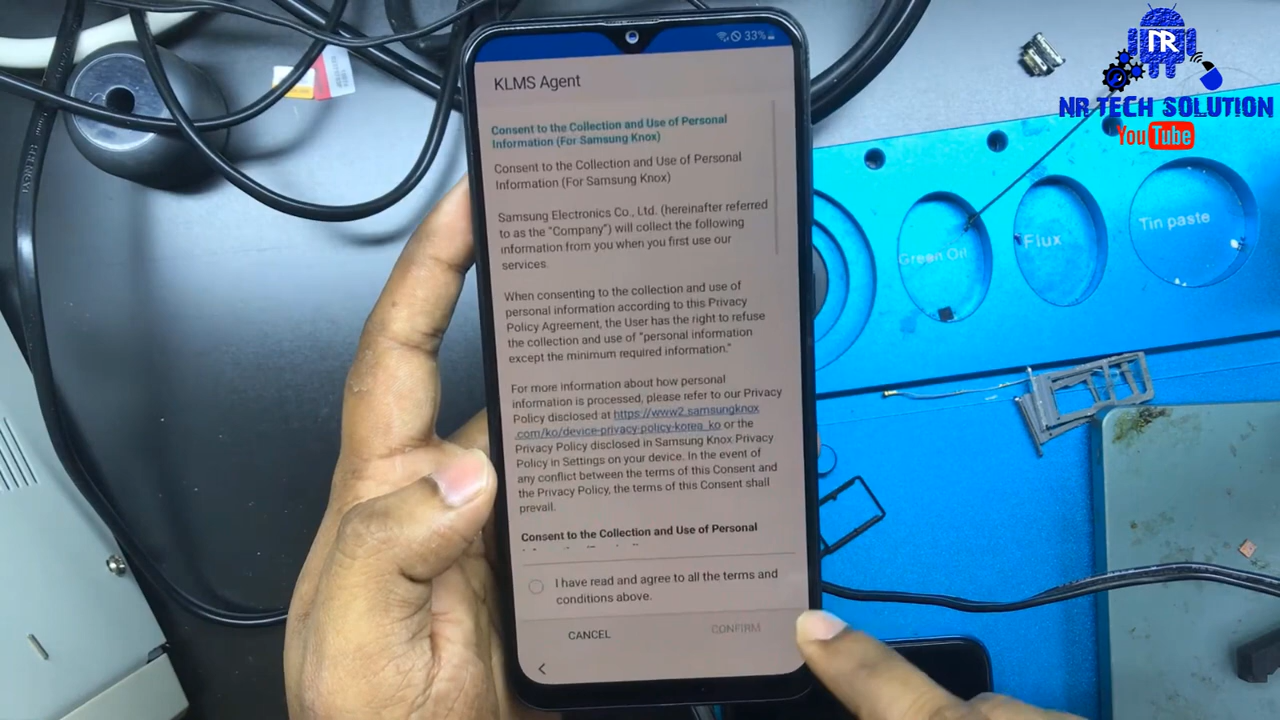 33%
KLMS Agent
Consent to the Collection and Use of Personal
Information (For Samsung Knox)
Consent to the Collection and Use of Personal
Information (For Samsung Knox)
Samsung Electronics Co., Ltd. (hereinafter referred
to as the "Company") will collect the following
information from you when you first use our
services.
When consenting to the collection and use of
personal information according to this Privacy
Policy Agreement, the User has the right to refuse
the collection and use of "personal information
except the minimum required information."
For more information about how personal
information is processed, please refer to our Privacy
Policy disclosed at https://www2.samsungknox
.com/ko/device-privacy-policy-korea_ko or the
Privacy Policy disclosed in Samsung Knox Privacy
Policy in Settings on your device. In the event of
any conflict between the terms of this Consent and
the Privacy Policy, the terms of this Consent shall
prevail.
Consent to the Collection and Use of Personal
I have read and agree to all the terms and
conditions above.
CANCEL CONFIRM
NR
NR TECH SOLUTION
YouTube
Green Oil
Flux
Tin paste